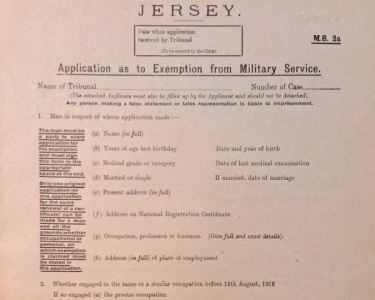 JERSEY.
Date when application
received by Tribunal
(To be inserted by the Clerk).
M.S. 2a
Application as to Exemption from Military Service.
Name of Tribunal
Number of Case
(The attached duplicate must also be filled up by the Applicant and should not be detached).
Any person making a false statement or false representation is liable to imprisonment.
1. Man in respect of whom application made:—
The man must be
a party to every
application for
his exemption
and must sign
this form in the
appropriate
space at the end.
Only one original
application (or
one application
for the same
renewal of a cer-
tificate) can be
made for a man
and all the
grounds, whether
occupational or
personal, on
which exemption
is claimed must
be stated in
the application.
(a) Name (in full)
(b) Years of age last birthday
Date and year of birth
(c) Medical grade or category
Date of last medical examination
(d) Married or single
If married, date of marriage
(e) Present address (in full)
(f) Address on National Registration Certificate
(g) Occupation, profession or business. (Give full and exact details).
(h) Address (in full) of place of employment
2. Whether engaged in the same or a similar occupation before 15th August, 1915
If so engaged (a) the precise occupation